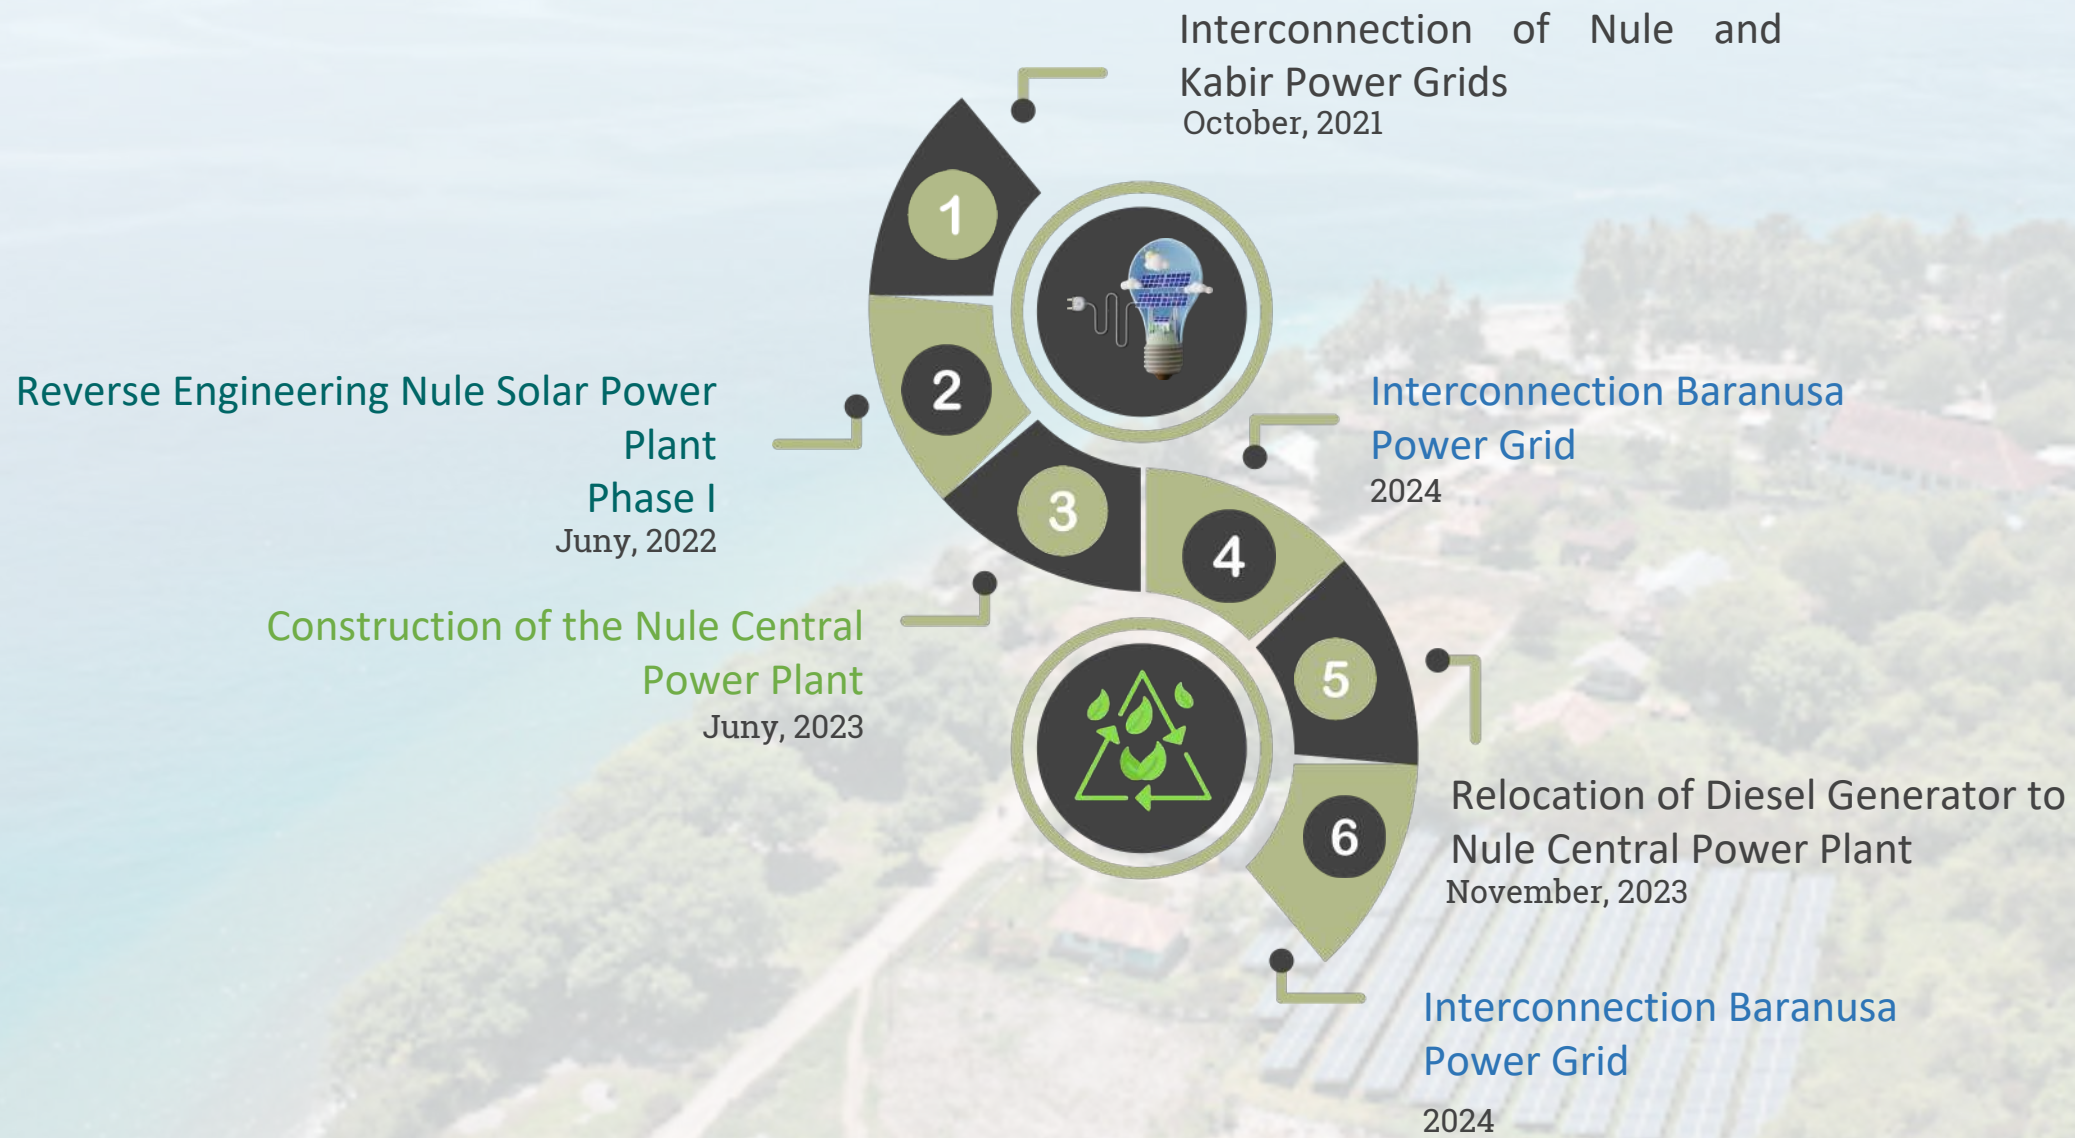 Interconnection of Nule and
Kabir Power Grids
October, 2021
1
2
Reverse Engineering Nule Solar Power
Plant
Phase I
Juny, 2022
3
Construction of the Nule Central
Power Plant
Juny, 2023
4
Interconnection Baranusa
Power Grid
2024
5
Relocation of Diesel Generator to
Nule Central Power Plant
November, 2023
6
Interconnection Baranusa
Power Grid
2024